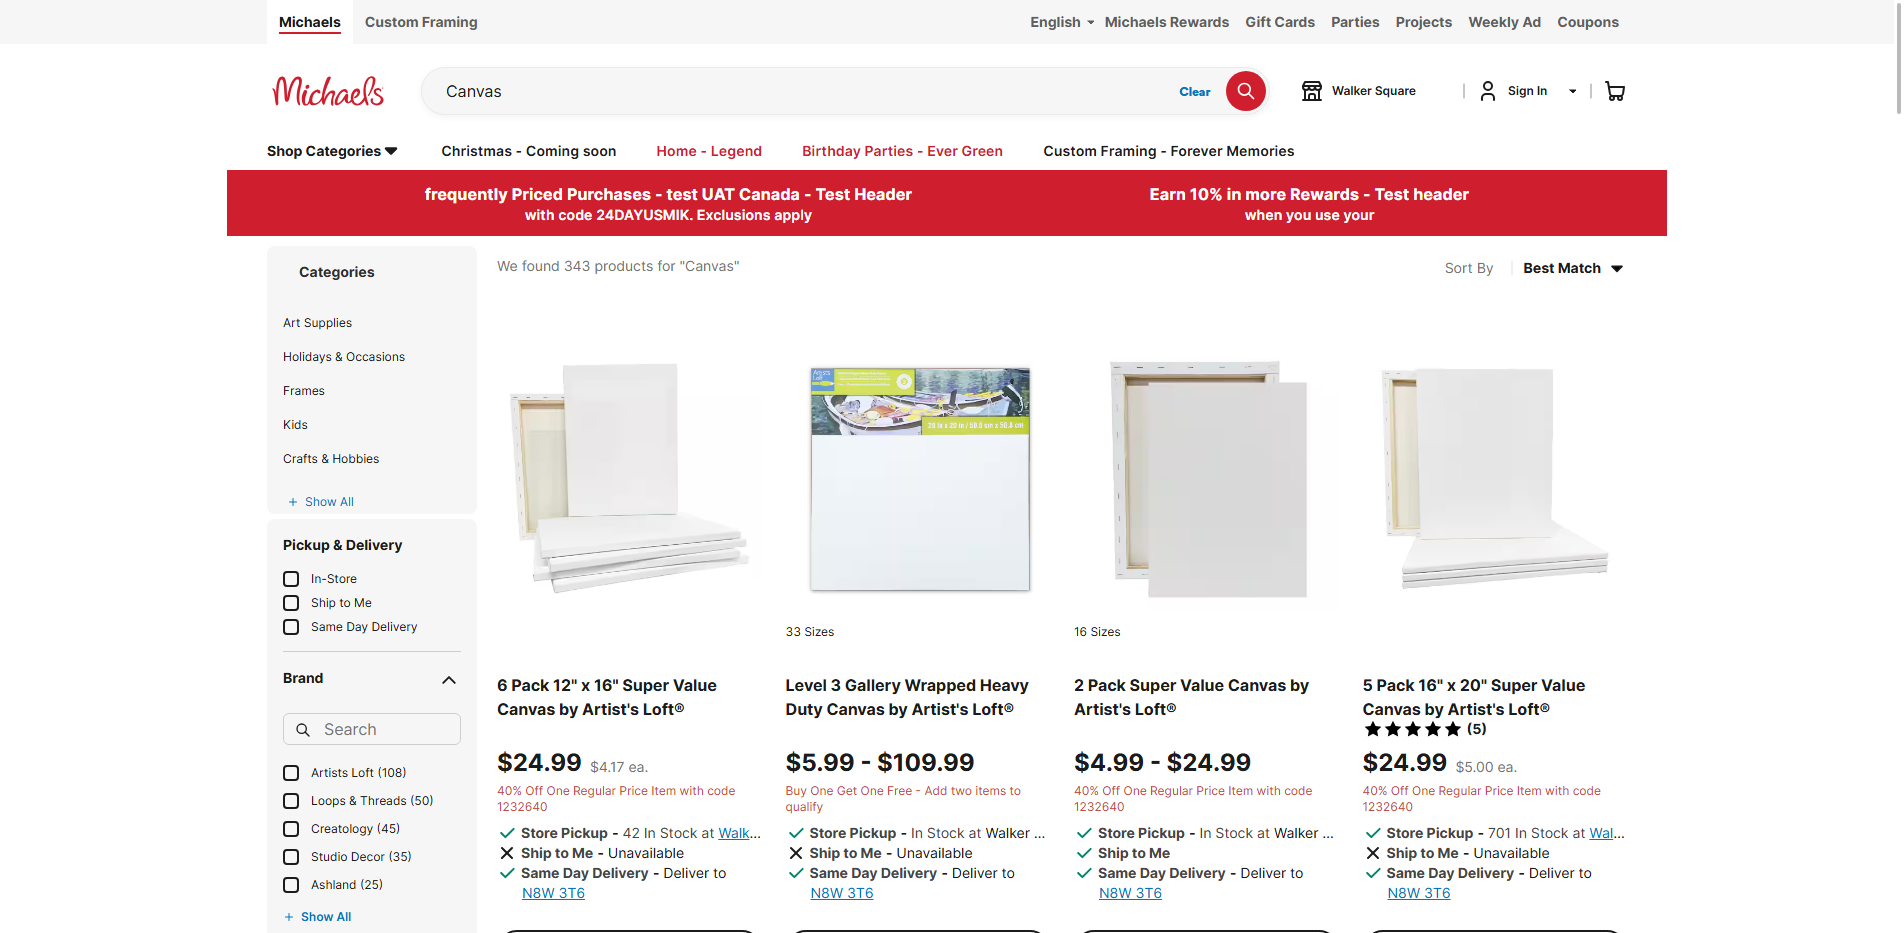 Michaels
Custom Framing
English
Michaels Rewards
Gift Cards
Parties
Projects
Weekly Ad
Coupons
Michaels
Canvas
Clear
Walker Square
Sign In
Shop Categories
Christmas - Coming soon
Home - Legend
Birthday Parties - Ever Green
Custom Framing - Forever Memories
frequently Priced Purchases - test UAT Canada - Test Header
with code 24DAYUSMIK. Exclusions apply
Earn 10% in more Rewards - Test header
when you use your
Categories
Art Supplies
Holidays & Occasions
Frames
Kids
Crafts & Hobbies
+ Show All
Pickup & Delivery
In-Store
Ship to Me
Same Day Delivery
Brand
Search
Artists Loft (108)
Loops & Threads (50)
Creatology (45)
Studio Decor (35)
Ashland (25)
+ Show All
We found 343 products for "Canvas"
Sort By
Best Match
6 Pack 12" x 16" Super Value
Canvas by Artist's Loft®
$24.99 $4.17 ea.
40% Off One Regular Price Item with code
1232640
Store Pickup - 42 In Stock at Walk...
Ship to Me - Unavailable
Same Day Delivery - Deliver to
N8W 3T6
Artist's
Loft
20 in x 20 in / 50.8 cm x 50.8 cm
33 Sizes
Level 3 Gallery Wrapped Heavy
Duty Canvas by Artist's Loft®
$5.99 - $109.99
Buy One Get One Free - Add two items to
qualify
Store Pickup - In Stock at Walker ...
Ship to Me - Unavailable
Same Day Delivery - Deliver to
N8W 3T6
16 Sizes
2 Pack Super Value Canvas by
Artist's Loft®
$4.99 - $24.99
40% Off One Regular Price Item with code
1232640
Store Pickup - In Stock at Walker ...
Ship to Me
Same Day Delivery - Deliver to
N8W 3T6
5 Pack 16" x 20" Super Value
Canvas by Artist's Loft®
(5)
$24.99 $5.00 ea.
40% Off One Regular Price Item with code
1232640
Store Pickup - 701 In Stock at Wal...
Ship to Me - Unavailable
Same Day Delivery - Deliver to
N8W 3T6